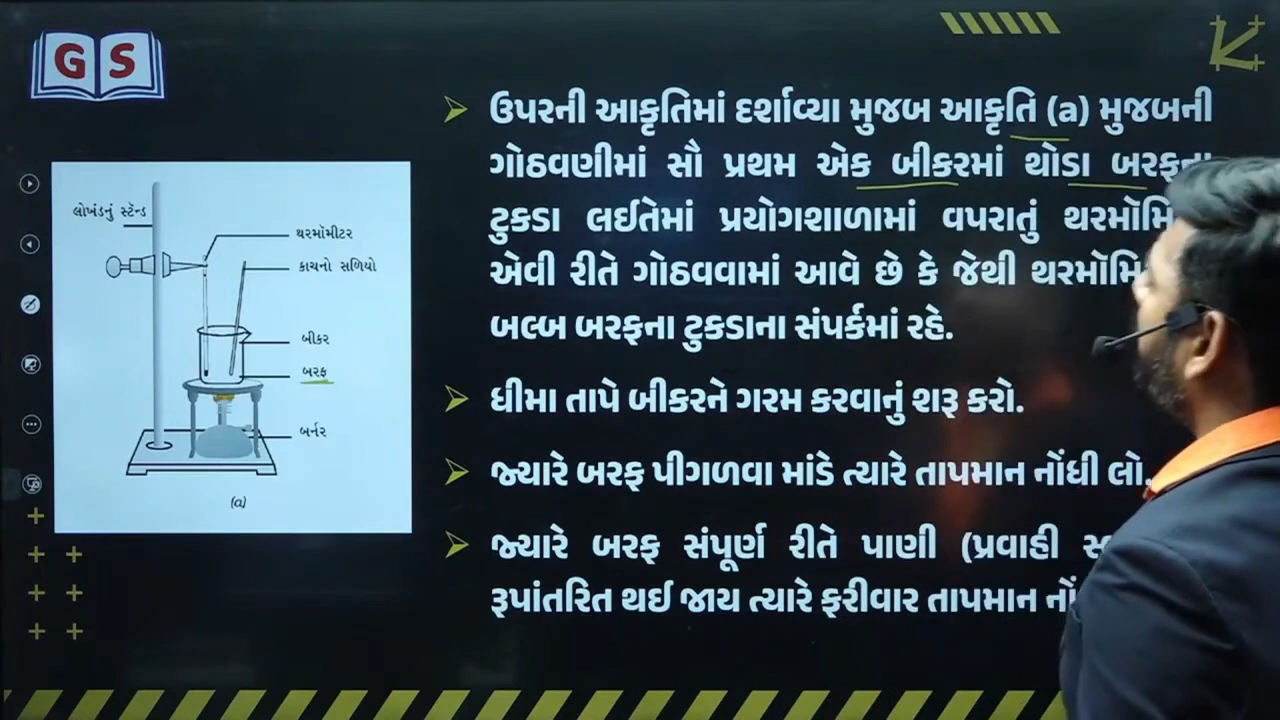 GS
ઉપરની આકૃતિમાં દર્શાવ્યા મુજબ આકૃતિ (a) મુજબની
ગોઠવણીમાં સૌ પ્રથમ એક બીકરમાં થોડા બરફના
ટુકડા લઈતેમાં પ્રયોગશાળામાં વપરાતું
એવી રીતે ગોઠવવામાં આવે છે કે જેથી
બલ્બ બરફના ટુકડાના સંપર્કમાં રહે.
ધીમા તાપે બીકરને ગરમ કરવાનું શરૂ કરો.
જ્યારે બરફ પીગળવા માંડે ત્યારે તાપમાન નોંધી લો.
જ્યારે બરફ સંપૂર્ણ રીતે પાણી (પ્રવાહી
રૂપાંતરિત થઈ જાય ત્યારે ફરીવાર તાપમાન
લોખંડનું સ્ટૅન્ડ
થરમૉમીટર
કાચનો સળિયો
બીકર
બરફ
બર્નર
(a)